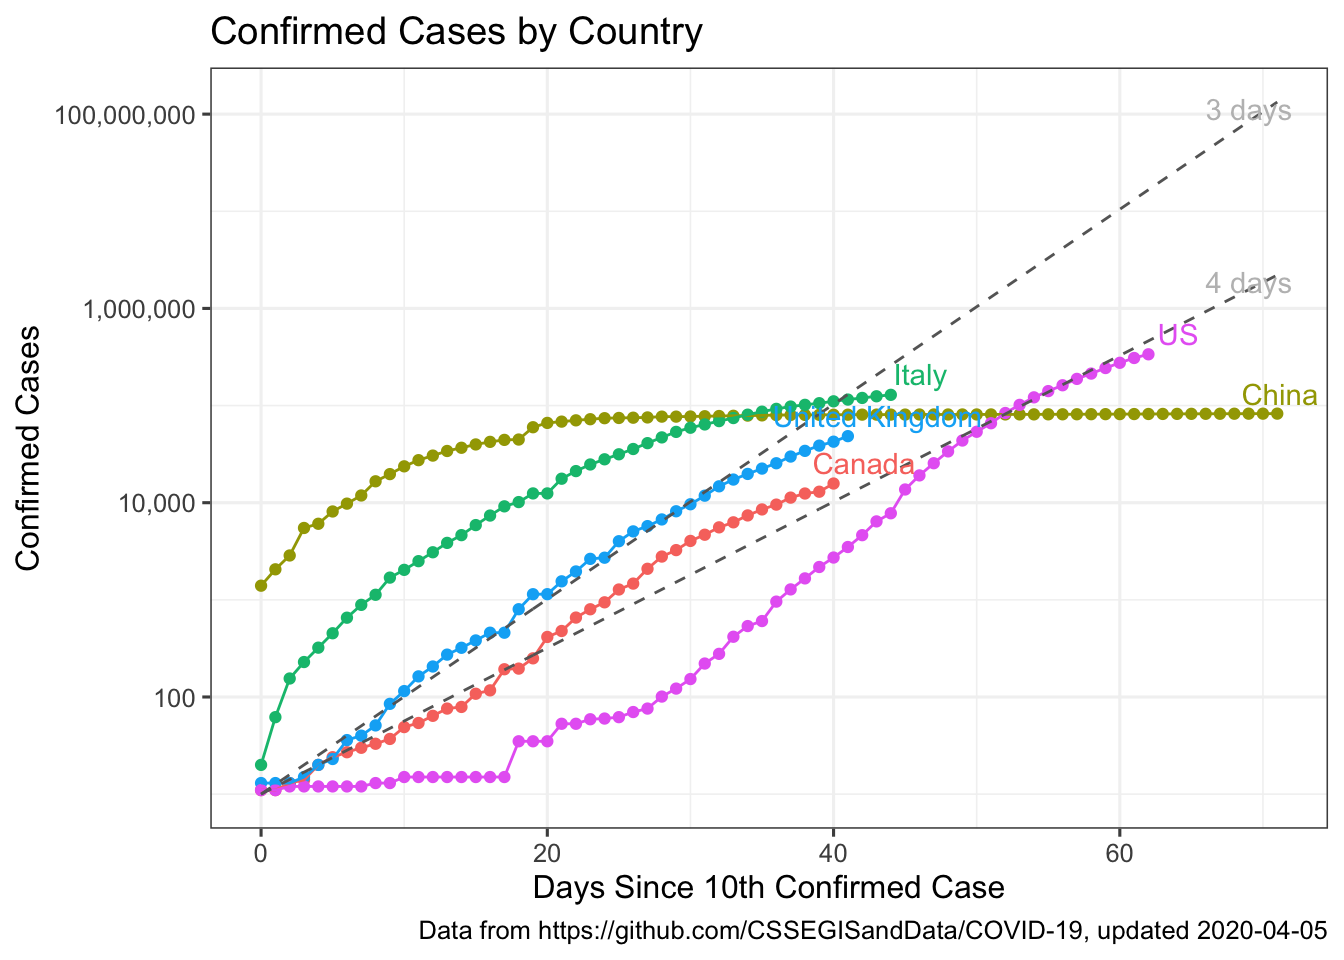 Confirmed Cases by Country
100,000,000
1,000,000
10,000
100
Confirmed Cases
3 days
4 days
US
Italy
China
United Kingdom
Canada
0 20 40 60
Days Since 10th Confirmed Case
Data from https://github.com/CSSEGISandData/COVID-19, updated 2020-04-05